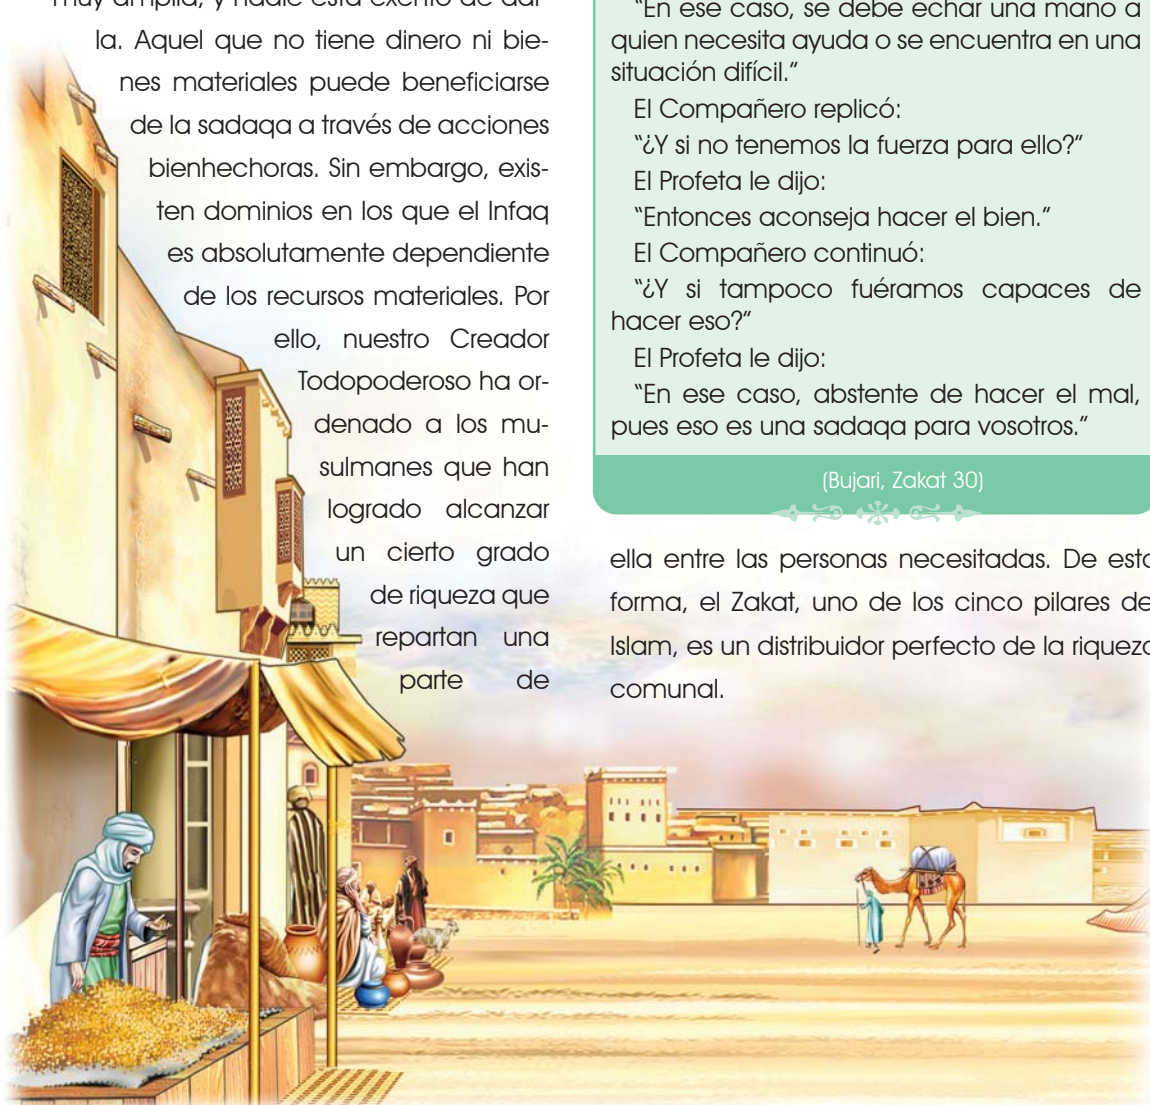 muy amplia, y nadie está exento de dar-
la. Aquel que no tiene dinero ni bie-
nes materiales puede beneficiarse
de la sadaqa a través de acciones
bienhechoras. Sin embargo, exis-
ten dominios en los que el Infaq
es absolutamente dependiente
de los recursos materiales. Por
ello, nuestro Creador
Todopoderoso ha or-
denado a los mu-
sulmanes que han
logrado alcanzar
un cierto grado
de riqueza que
repartan una
parte de
“En ese caso, se debe echar una mano a
quien necesita ayuda o se encuentra en una
situación difícil.”
El Compañero replicó:
“¿Y si no tenemos la fuerza para ello?”
El Profeta le dijo:
“Entonces aconseja hacer el bien.”
El Compañero continuó:
“¿Y si tampoco fuéramos capaces de
hacer eso?”
El Profeta le dijo:
“En ese caso, abstente de hacer el mal,
pues eso es una sadaqa para vosotros.”
(Bujari, Zakat 30)
ella entre las personas necesitadas. De esta
forma, el Zakat, uno de los cinco pilares de
Islam, es un distribuidor perfecto de la riqueza
comunal.